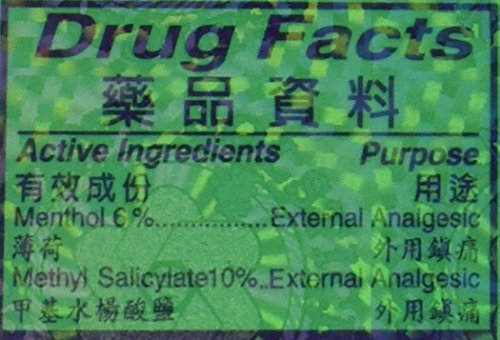 Drug Facts
藥品資料
Active Ingredients Purpose
有效成份 用途
Menthol 6%.................External Analgesic
薄荷 外用鎮痛
Methyl Salicylate10%..External Analgesic
甲基水楊酸鹽 外用鎮痛